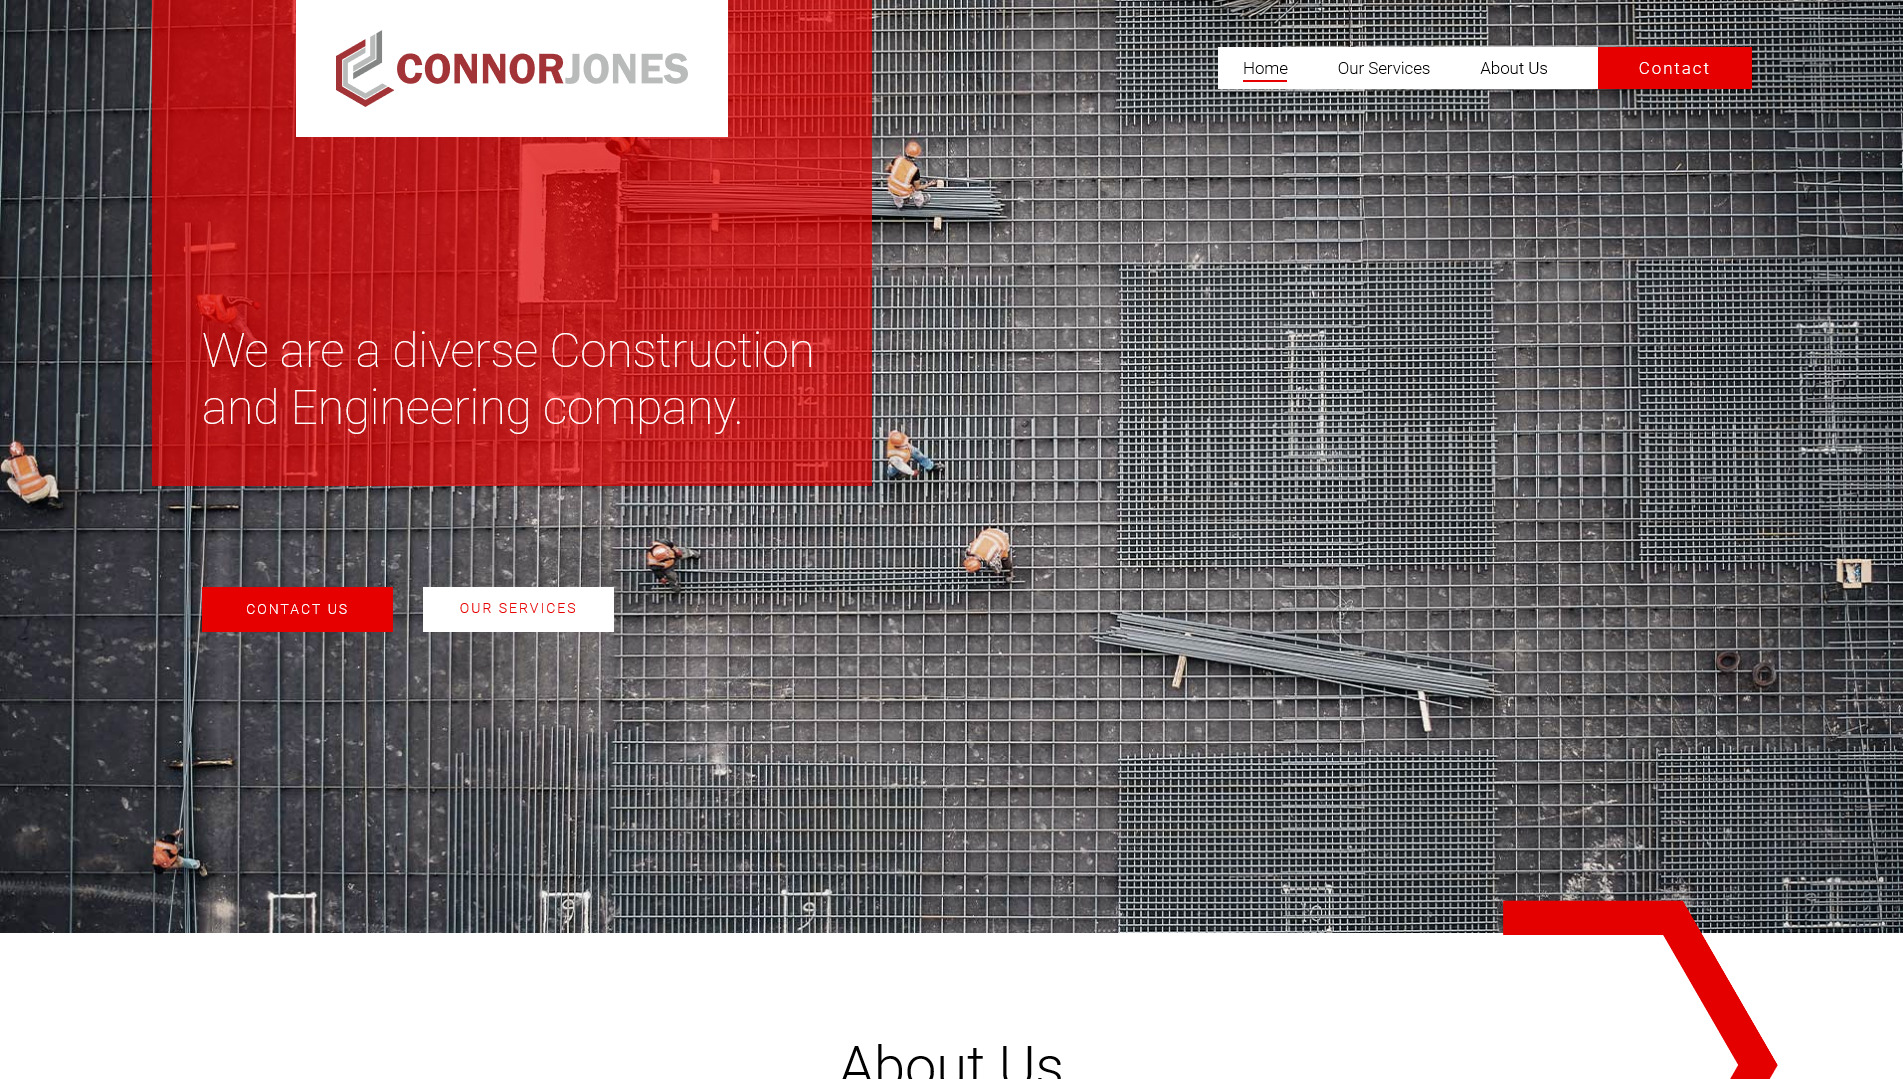 CONNORJONES
Home
Our Services
About Us
Contact
We are a diverse Construction
and Engineering company.
CONTACT US
OUR SERVICES
About Us